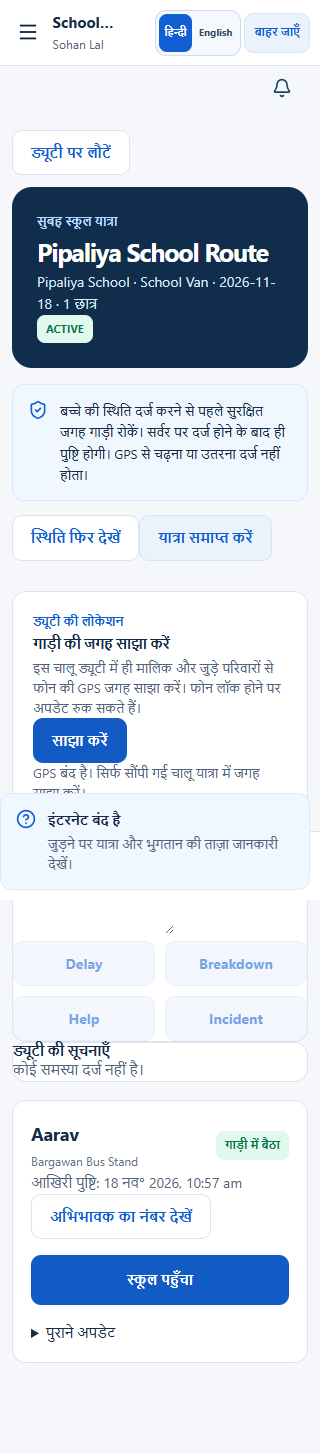 School...
Sohan Lal
हिन्दी
English
बाहर जाएँ
ड्यूटी पर लौटें
सुबह स्कूल यात्रा
Pipaliya School Route
Pipaliya School · School Van · 2026-11-
18 · 1 छात्र
ACTIVE
बच्चे की स्थिति दर्ज करने से पहले सुरक्षित
जगह गाड़ी रोकें। सर्वर पर दर्ज होने के बाद ही
पुष्टि होगी। GPS से चढ़ना या उतरना दर्ज नहीं
होता।
स्थिति फिर देखें
यात्रा समाप्त करें
ड्यूटी की लोकेशन
गाड़ी की जगह साझा करें
इस चालू ड्यूटी में ही मालिक और जुड़े परिवारों से
फोन की GPS जगह साझा करें। फोन लॉक होने पर
अपडेट रुक सकते हैं।
साझा करें
GPS बंद है। सिर्फ सौंपी गई चालू यात्रा में जगह
साझा करें।
इंटरनेट बंद है
जुड़ने पर यात्रा और भुगतान की ताज़ा जानकारी
देखें।
Delay
Breakdown
Help
Incident
ड्यूटी की सूचनाएँ
कोई समस्या दर्ज नहीं है।
Aarav
गाड़ी में बैठा
Bargawan Bus Stand
आखिरी पुष्टि: 18 नव° 2026, 10:57 am
अभिभावक का नंबर देखें
स्कूल पहुँचा
पुराने अपडेट